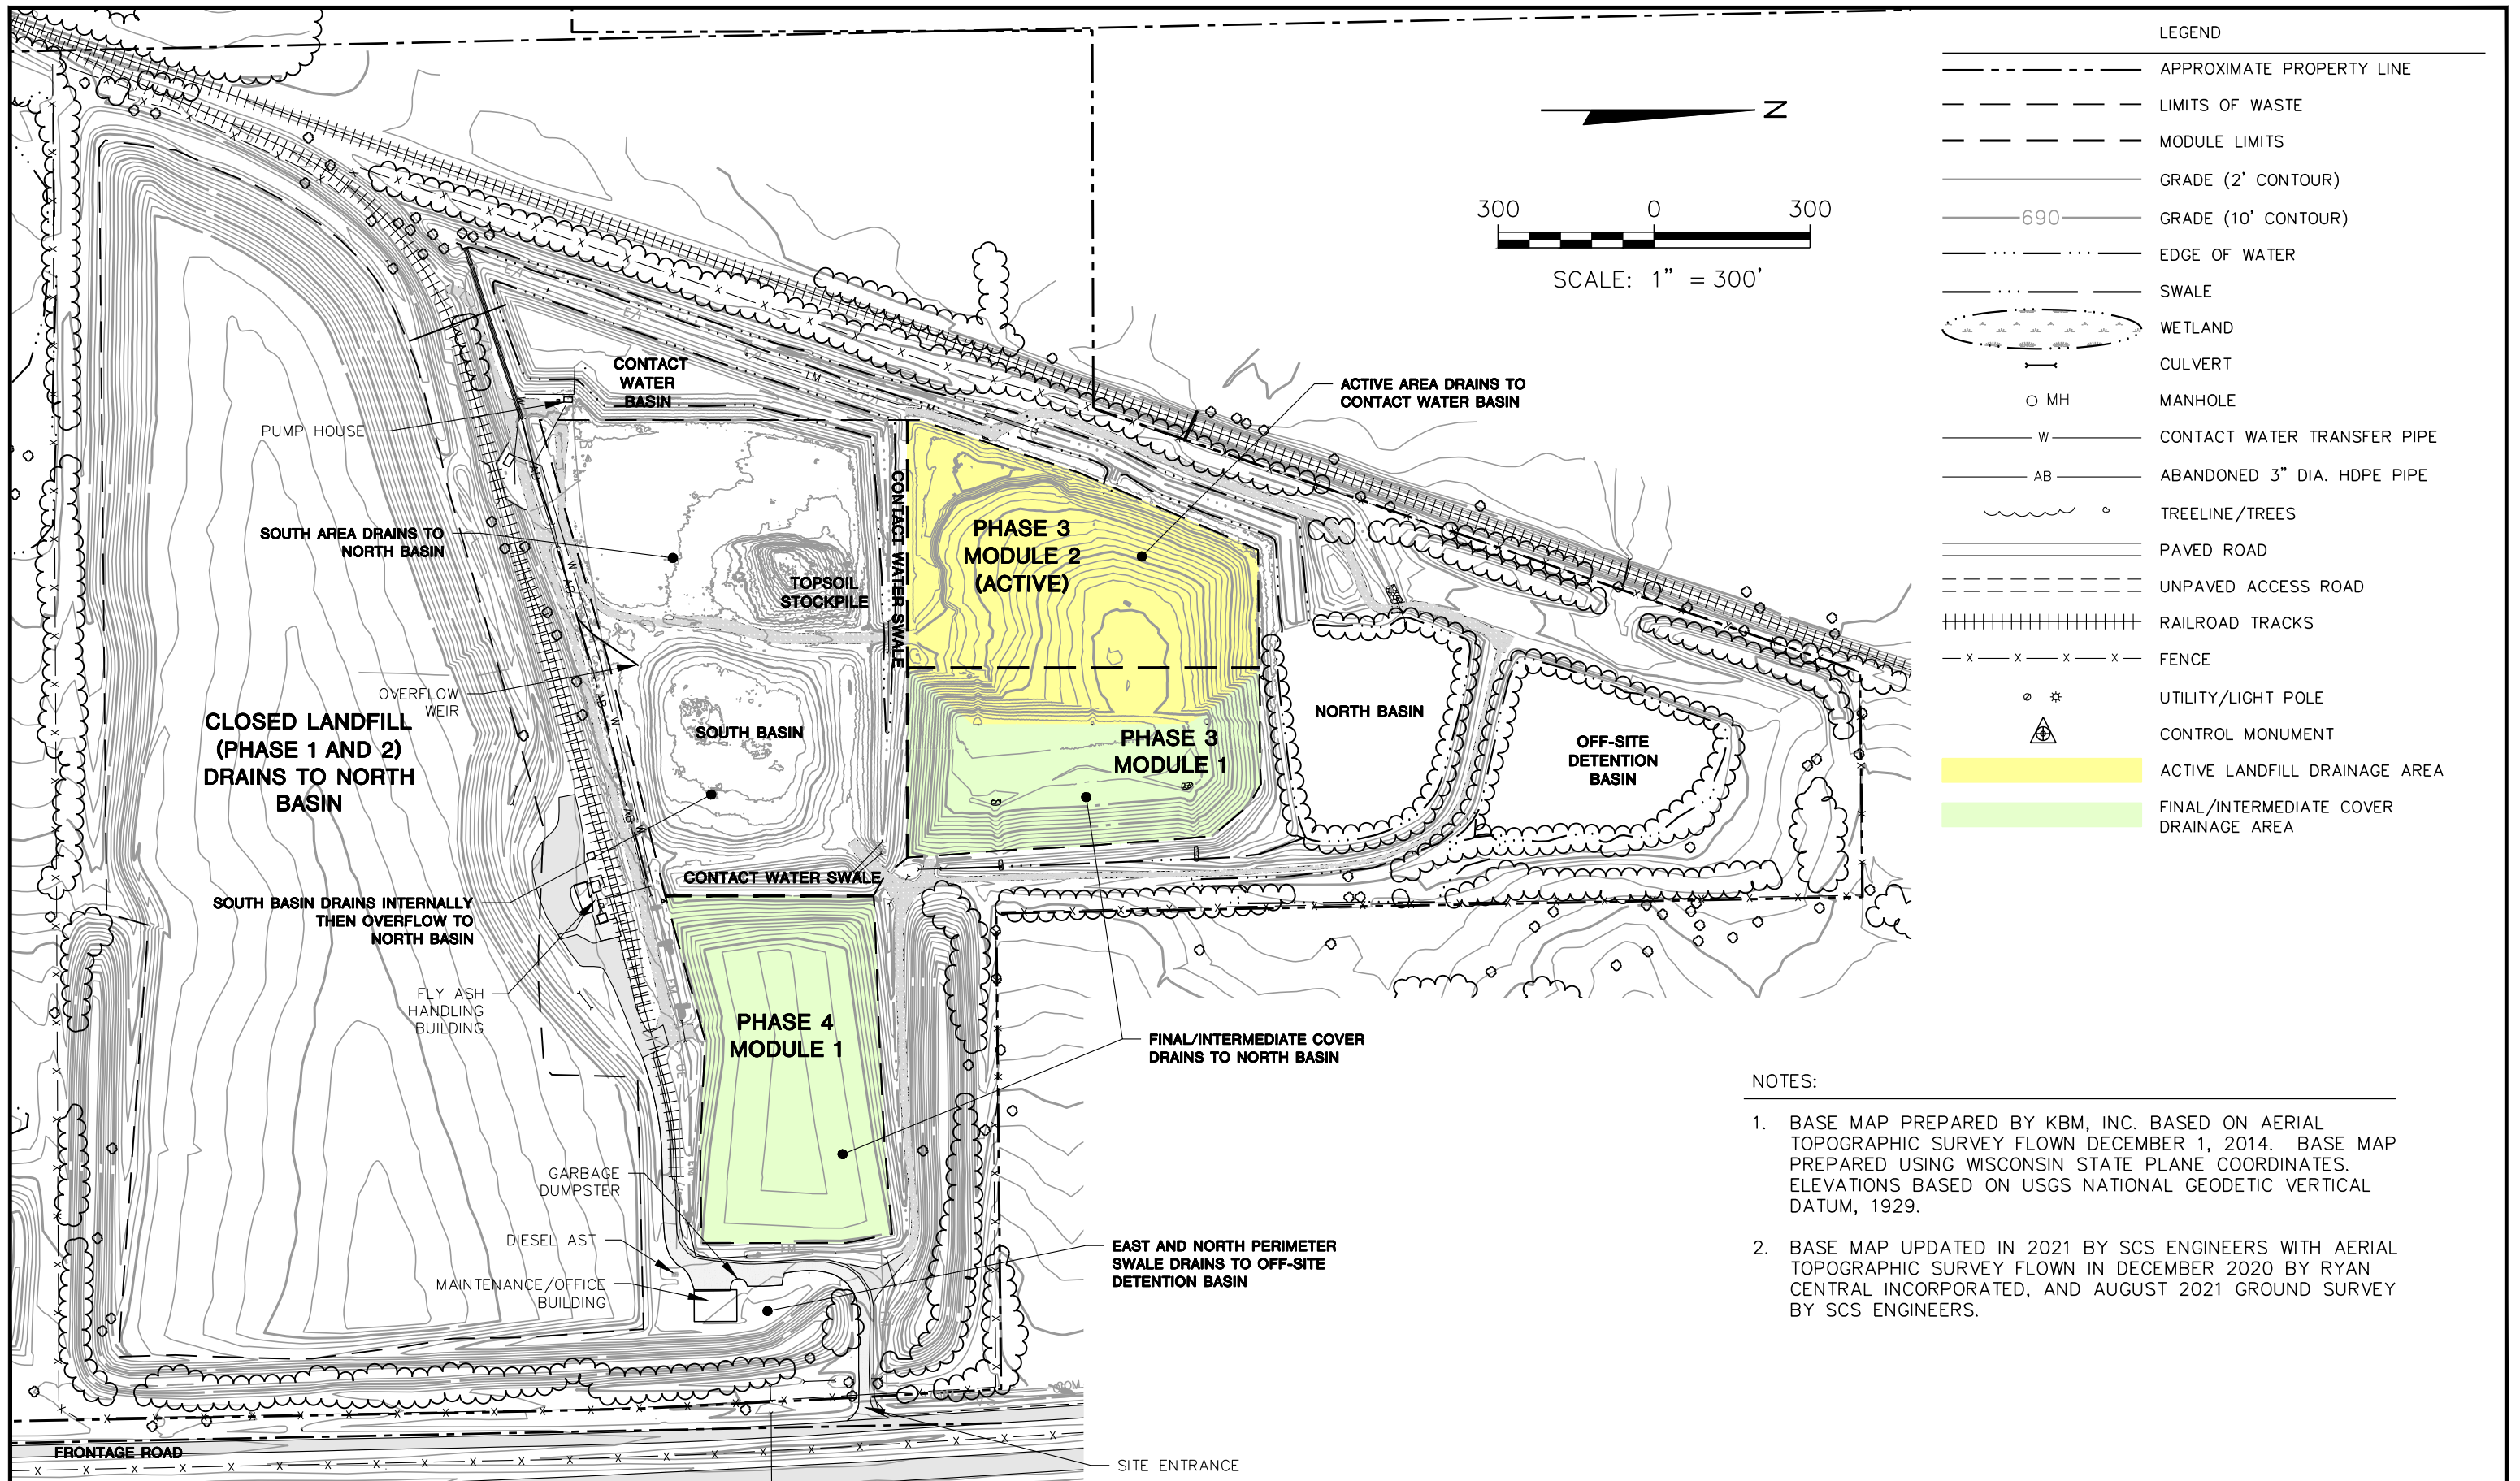 LEGEND
APPROXIMATE PROPERTY LINE
LIMITS OF WASTE
MODULE LIMITS
GRADE (2' CONTOUR)
690
GRADE (10' CONTOUR)
EDGE OF WATER
SWALE
WETLAND
CULVERT
MH
MANHOLE
W
CONTACT WATER TRANSFER PIPE
AB
ABANDONED 3" DIA. HDPE PIPE
TREELINE/TREES
PAVED ROAD
UNPAVED ACCESS ROAD
RAILROAD TRACKS
X X X X
FENCE
UTILITY/LIGHT POLE
CONTROL MONUMENT
ACTIVE LANDFILL DRAINAGE AREA
FINAL/INTERMEDIATE COVER
DRAINAGE AREA
N
300 0 300
SCALE: 1" = 300'
CONTACT
WATER
BASIN
ACTIVE AREA DRAINS TO
CONTACT WATER BASIN
PUMP HOUSE
CONTACT WATER SWALE
PHASE 3
MODULE 2
(ACTIVE)
SOUTH AREA DRAINS TO
NORTH BASIN
TOPSOIL
STOCKPILE
OVERFLOW
WEIR
CLOSED LANDFILL
(PHASE 1 AND 2)
DRAINS TO NORTH
BASIN
SOUTH BASIN
PHASE 3
MODULE 1
NORTH BASIN
OFF-SITE
DETENTION
BASIN
CONTACT WATER SWALE
SOUTH BASIN DRAINS INTERNALLY
THEN OVERFLOW TO
NORTH BASIN
FLY ASH
HANDLING
BUILDING
PHASE 4
MODULE 1
FINAL/INTERMEDIATE COVER
DRAINS TO NORTH BASIN
GARBAGE
DUMPSTER
DIESEL AST
MAINTENANCE/OFFICE
BUILDING
EAST AND NORTH PERIMETER
SWALE DRAINS TO OFF-SITE
DETENTION BASIN
FRONTAGE ROAD
SITE ENTRANCE
NOTES:
1. BASE MAP PREPARED BY KBM, INC. BASED ON AERIAL
TOPOGRAPHIC SURVEY FLOWN DECEMBER 1, 2014. BASE MAP
PREPARED USING WISCONSIN STATE PLANE COORDINATES.
ELEVATIONS BASED ON USGS NATIONAL GEODETIC VERTICAL
DATUM, 1929.
2. BASE MAP UPDATED IN 2021 BY SCS ENGINEERS WITH AERIAL
TOPOGRAPHIC SURVEY FLOWN IN DECEMBER 2020 BY RYAN
CENTRAL INCORPORATED, AND AUGUST 2021 GROUND SURVEY
BY SCS ENGINEERS.